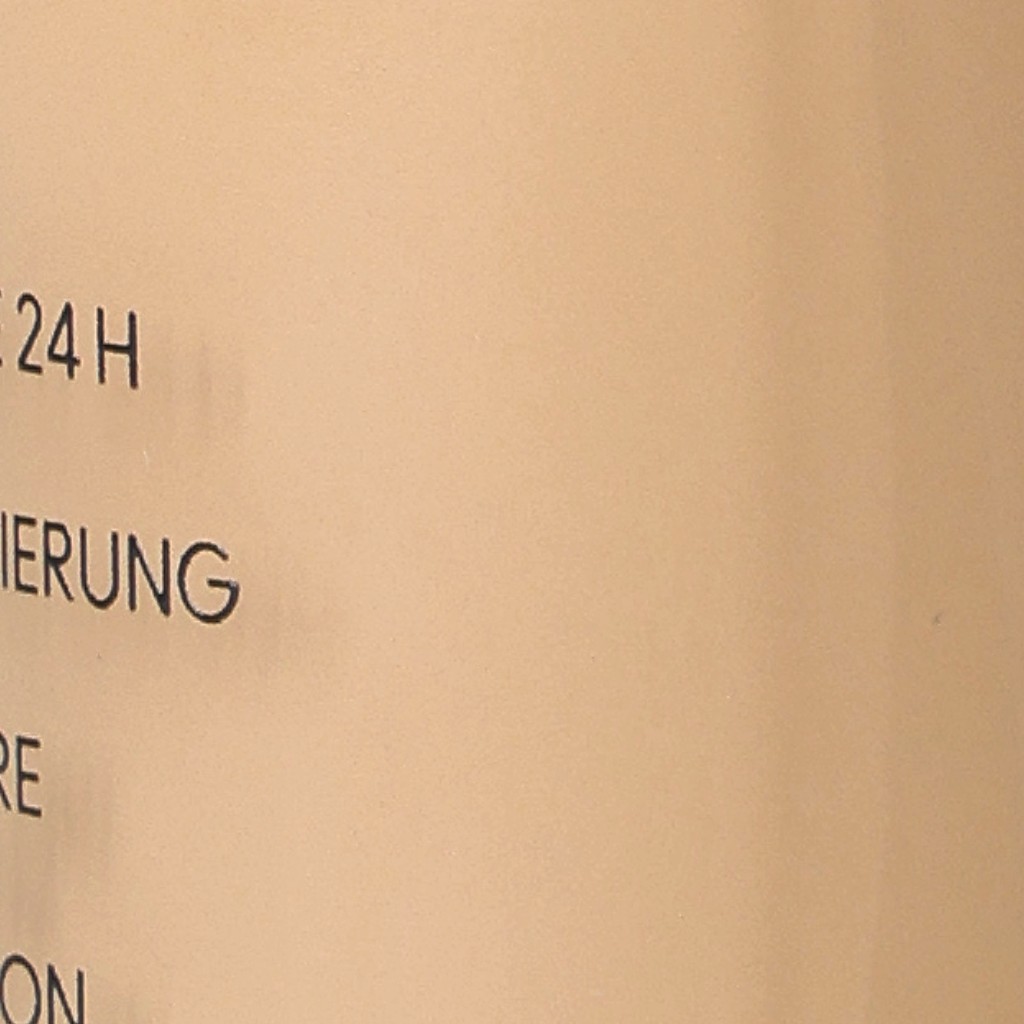 24 H
IERUNG
RE
ON